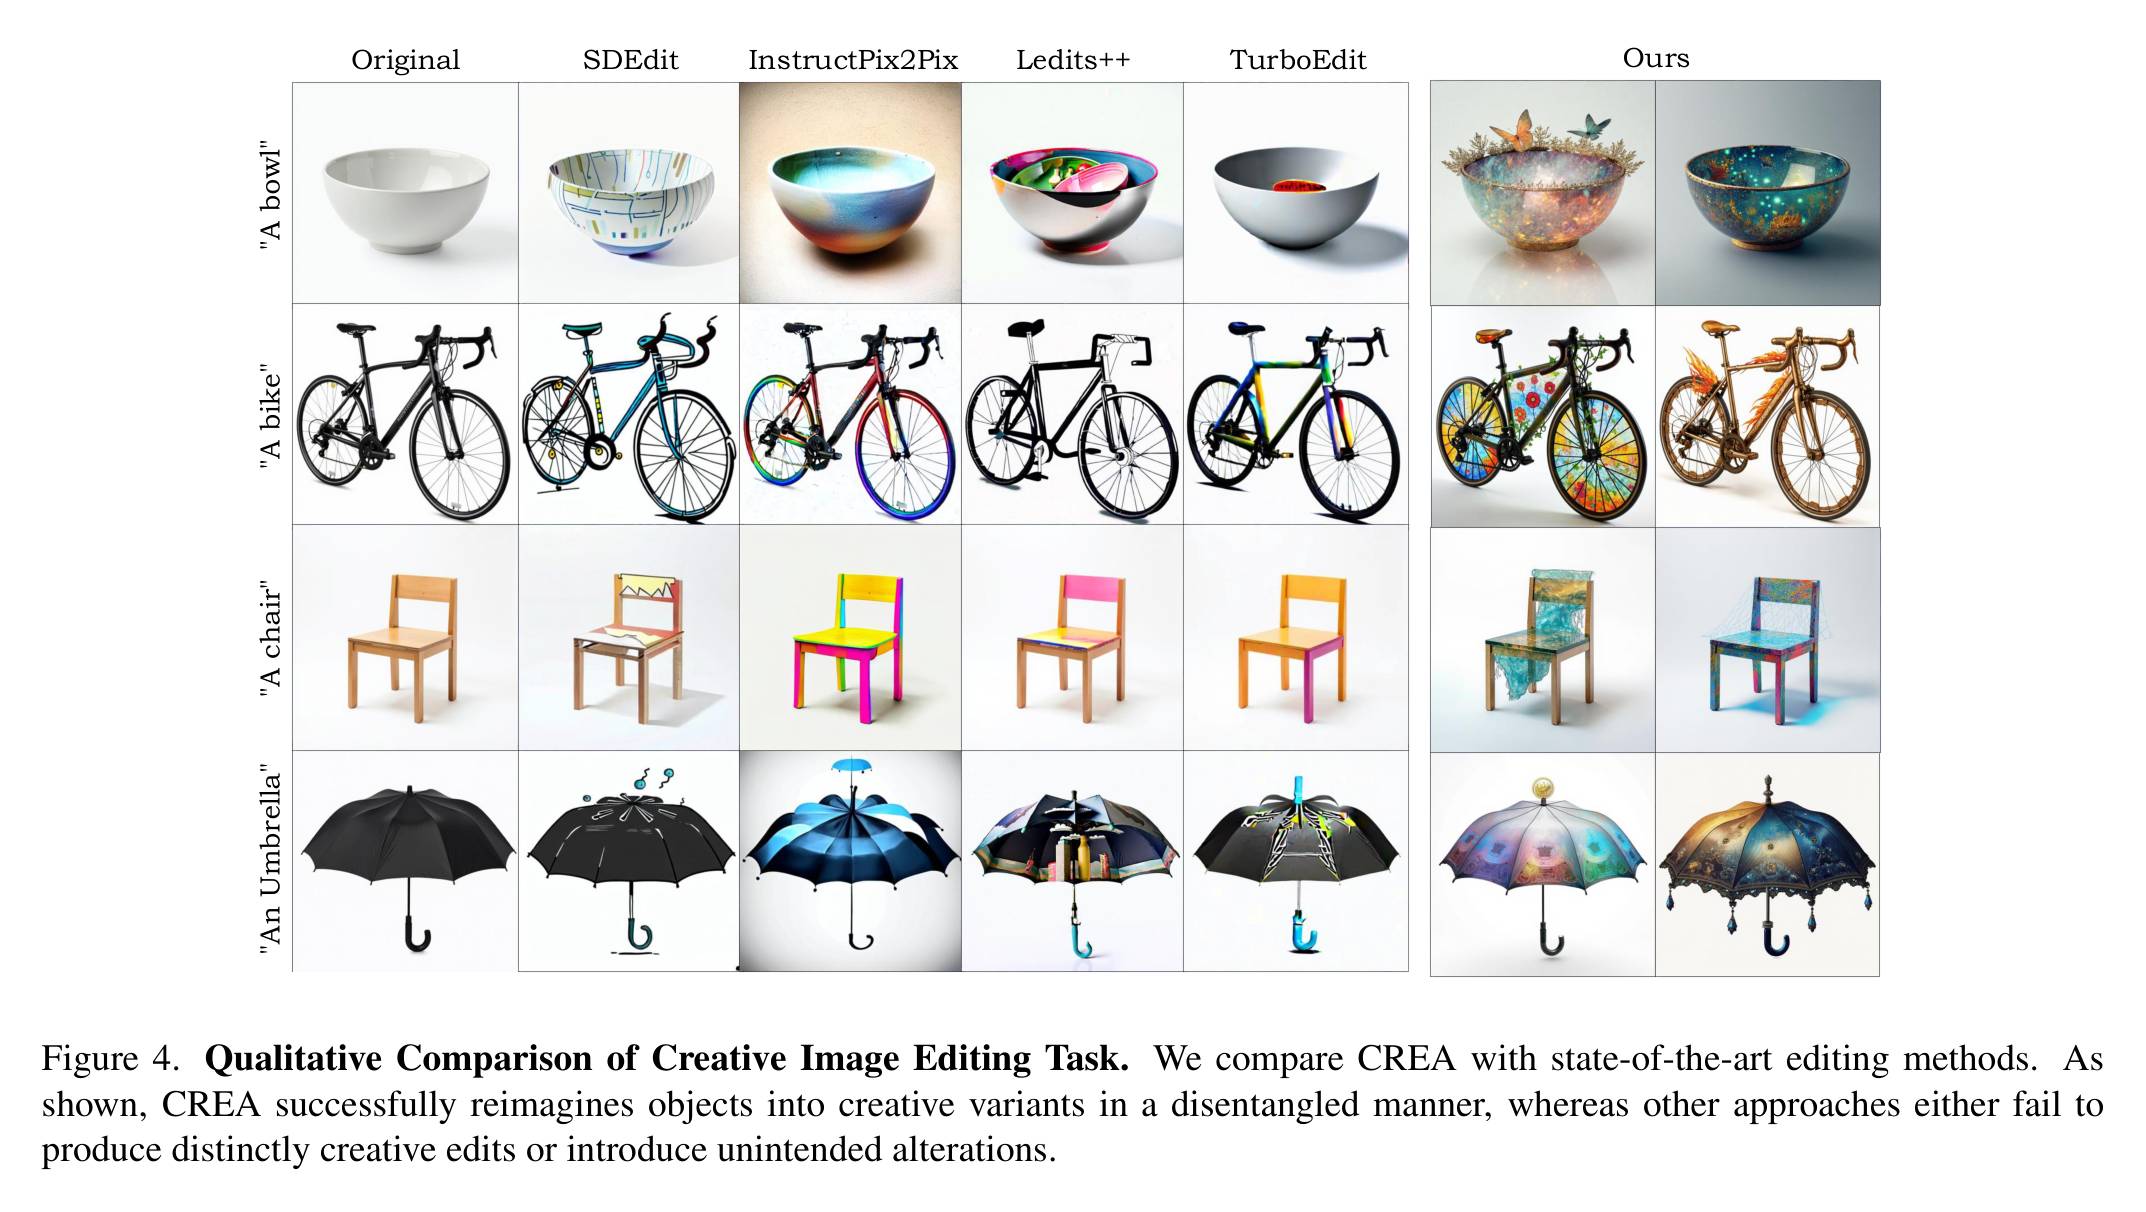 Original SDEdit InstructPix2Pix Ledits++ TurboEdit Ours
"A bowl"
"A bike"
"A chair"
"An Umbrella"
Figure 4. Qualitative Comparison of Creative Image Editing Task. We compare CREA with state-of-the-art editing methods. As
shown, CREA successfully reimagines objects into creative variants in a disentangled manner, whereas other approaches either fail to
produce distinctly creative edits or introduce unintended alterations.